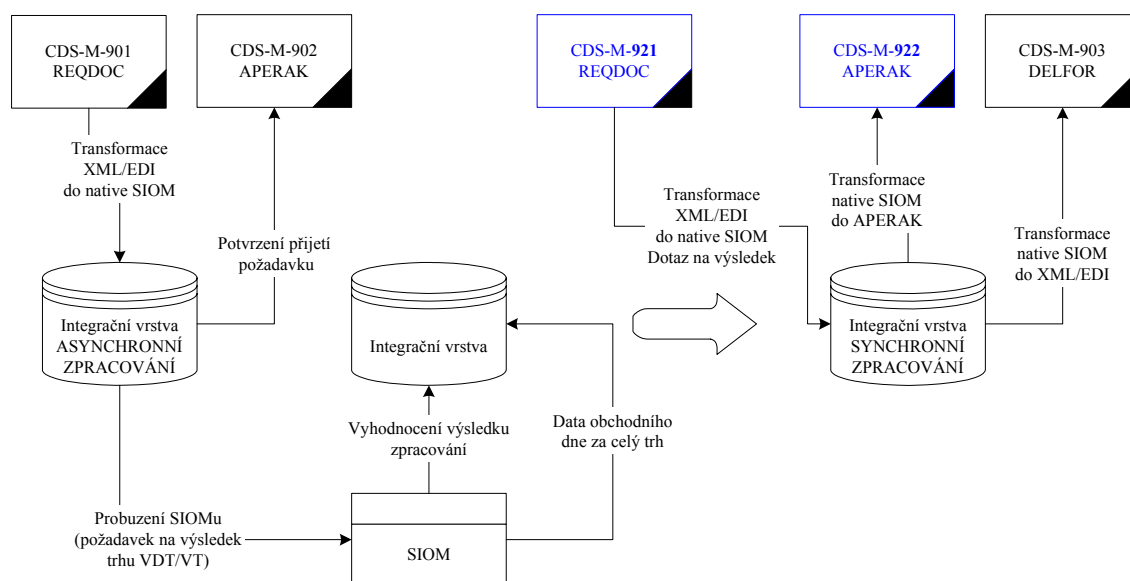 CDS-M-901
REQDOC
CDS-M-902
APERAK
CDS-M-921
REQDOC
CDS-M-922
APERAK
CDS-M-903
DELFOR
Transformace
XML/EDI
do native SIOM
Potvrzení přijetí
požadavku
Transformace
XML/EDI
do native SIOM
Dotaz na výsledek
Transformace
native SIOM
do APERAK
Transformace
native SIOM
do XML/EDI
Integrační vrstva
ASYNCHRONNÍ
ZPRACOVÁNÍ
Integrační vrstva
Integrační vrstva
SYNCHRONNÍ
ZPRACOVÁNÍ
Vyhodnocení výsledku
zpracování
Data obchodního
dne za celý trh
Probuzení SIOMu
(požadavek na výsledek
trhu VDT/VT)
SIOM